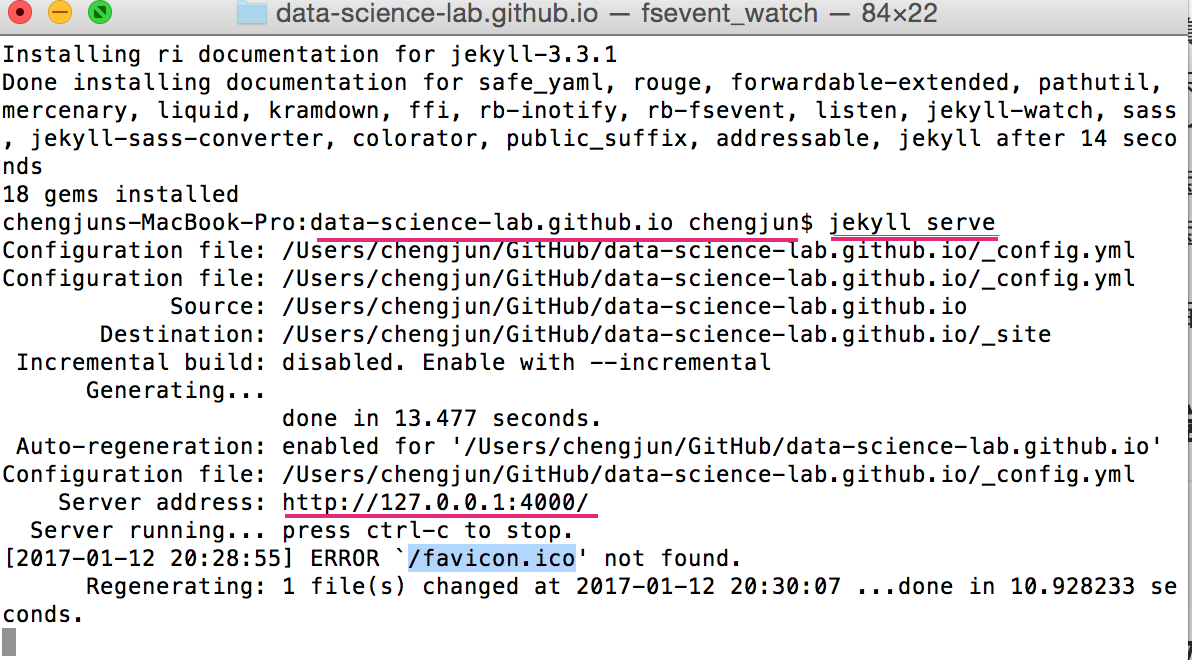 data-science-lab.github.io — fsevent_watch — 84×22
Installing ri documentation for jekyll-3.3.1
Done installing documentation for safe_yaml, rouge, forwardable-extended, pathutil,
mercenary, liquid, kramdown, ffi, rb-inotify, rb-fsevent, listen, jekyll-watch, sass
, jekyll-sass-converter, colorator, public_suffix, addressable, jekyll after 14 seco
nds
18 gems installed
chengjuns-MacBook-Pro:data-science-lab.github.io chengjun$ jekyll serve
Configuration file: /Users/chengjun/GitHub/data-science-lab.github.io/_config.yml
Configuration file: /Users/chengjun/GitHub/data-science-lab.github.io/_config.yml
            Source: /Users/chengjun/GitHub/data-science-lab.github.io
       Destination: /Users/chengjun/GitHub/data-science-lab.github.io/_site
 Incremental build: disabled. Enable with --incremental
      Generating...
                    done in 13.477 seconds.
 Auto-regeneration: enabled for '/Users/chengjun/GitHub/data-science-lab.github.io'
Configuration file: /Users/chengjun/GitHub/data-science-lab.github.io/_config.yml
    Server address: http://127.0.0.1:4000/
  Server running... press ctrl-c to stop.
[2017-01-12 20:28:55] ERROR `/favicon.ico' not found.
      Regenerating: 1 file(s) changed at 2017-01-12 20:30:07 ...done in 10.928233 se
conds.